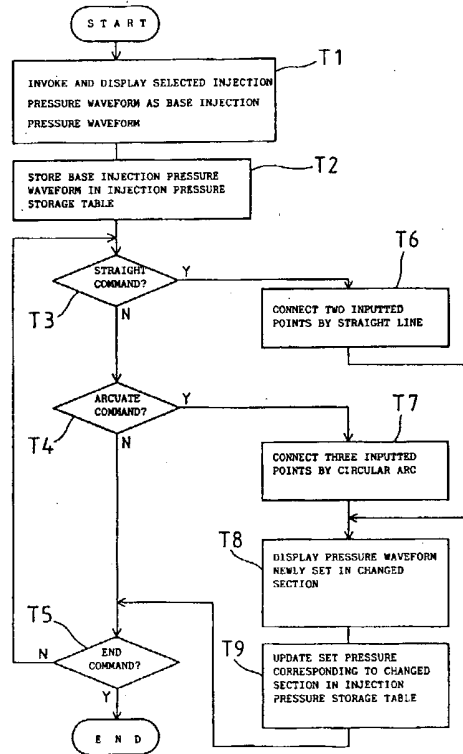 START
T1
INVOKE AND DISPLAY SELECTED INJECTION
PRESSURE WAVEFORM AS BASE INJECTION
PRESSURE WAVEFORM
T2
STORE BASE INJECTION PRESSURE
WAVEFORM IN INJECTION PRESSURE
STORAGE TABLE
STRAIGHT
COMMAND?
Y
N
T3
T6
CONNECT TWO INPUTTED
POINTS BY STRAIGHT LINE
ARCUATE
COMMAND?
Y
N
T4
T7
CONNECT THREE INPUTTED
POINTS BY CIRCULAR ARC
T8
DISPLAY PRESSURE WAVEFORM
NEWLY SET IN CHANGED
SECTION
T9
UPDATE SET PRESSURE
CORRESPONDING TO CHANGED
SECTION IN INJECTION
PRESSURE STORAGE TABLE
T5
N
END
COMMAND?
Y
END